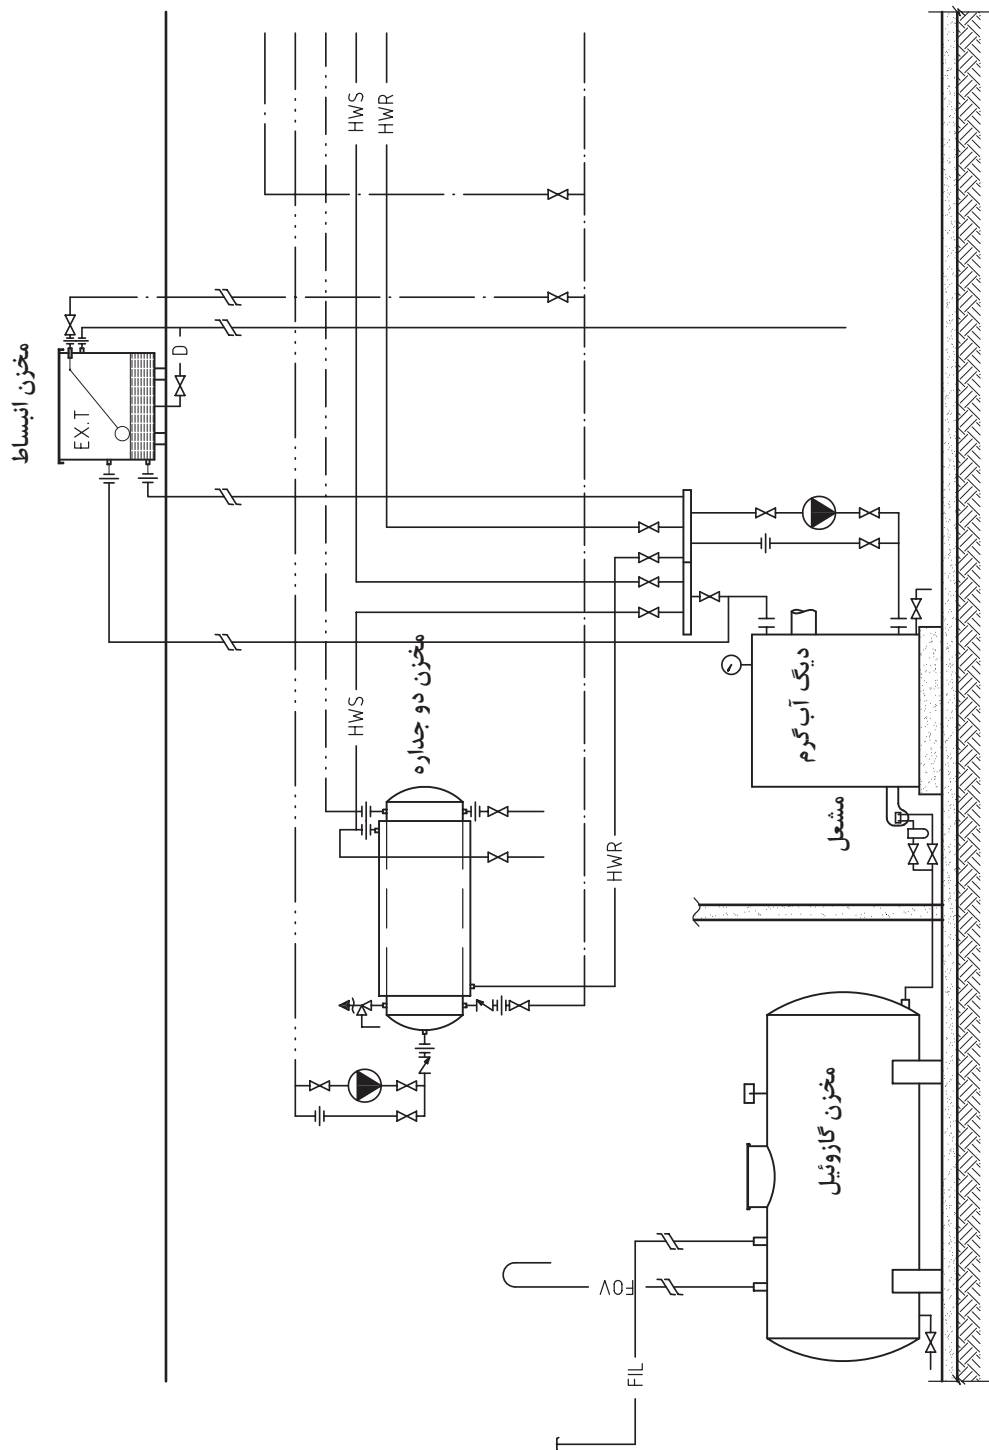 HWS
HWR
مخزن انبساط
EX.T
D
مخزن دو جداره
HWS
دیگ آب گرم
مشعل
HWR
مخزن گازوئیل
FOV
FIL